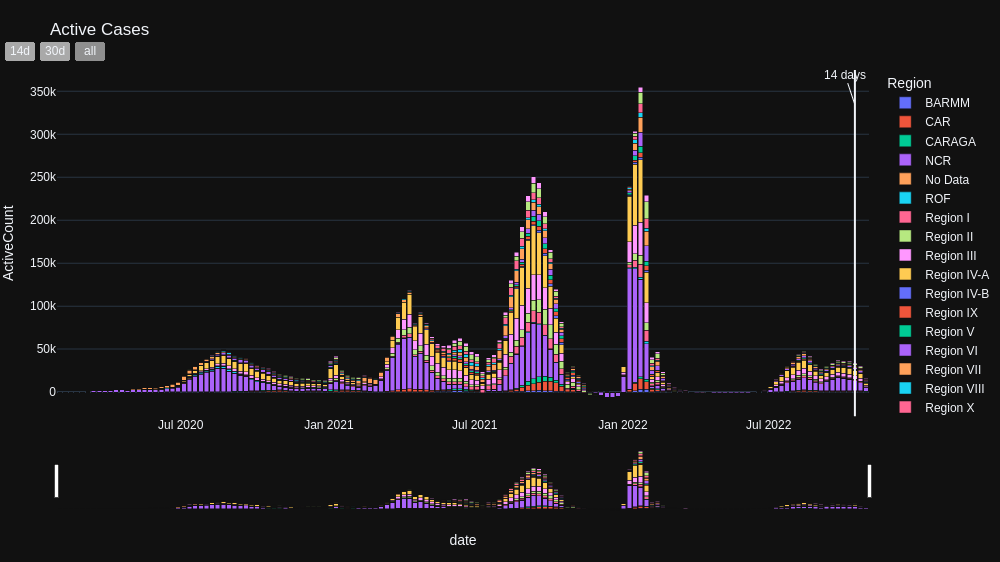 Active Cases
14d 30d all
14 days
350k
300k
250k
200k
150k
100k
50k
0
ActiveCount
Jul 2020 Jan 2021 Jul 2021 Jan 2022 Jul 2022
date
Region
BARMM
CAR
CARAGA
NCR
No Data
ROF
Region I
Region II
Region III
Region IV-A
Region IV-B
Region IX
Region V
Region VI
Region VII
Region VIII
Region X